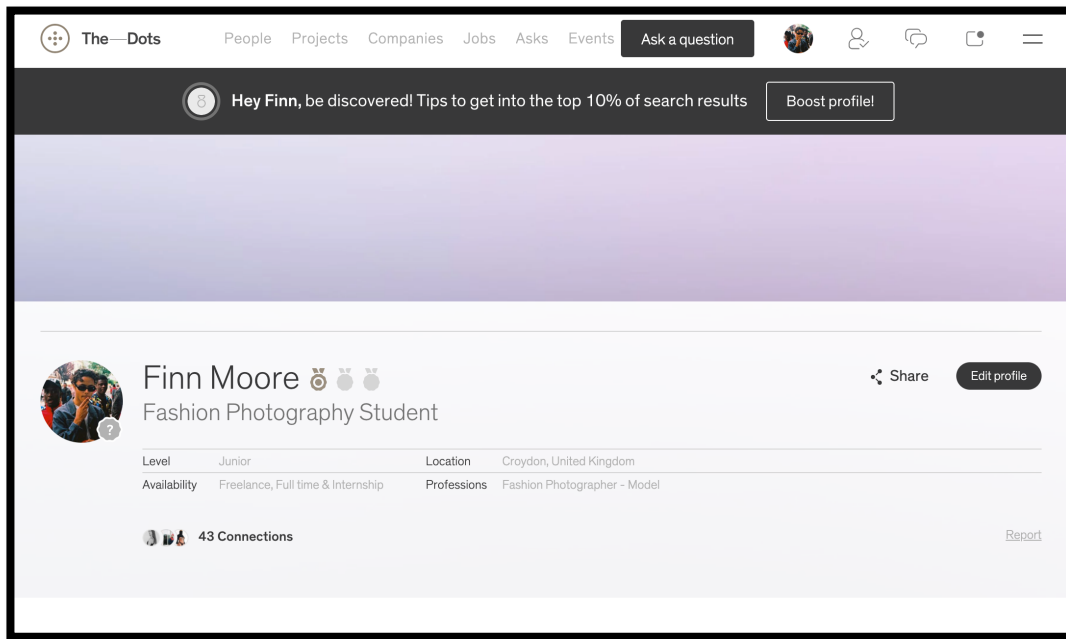 The—Dots People Projects Companies Jobs Asks Events Ask a question
8 Hey Finn, be discovered! Tips to get into the top 10% of search results Boost profile!
Finn Moore Share Edit profile
Fashion Photography Student
?
Level Junior Location Croydon, United Kingdom
Availability Freelance, Full time & Internship Professions Fashion Photographer - Model
43 Connections Report